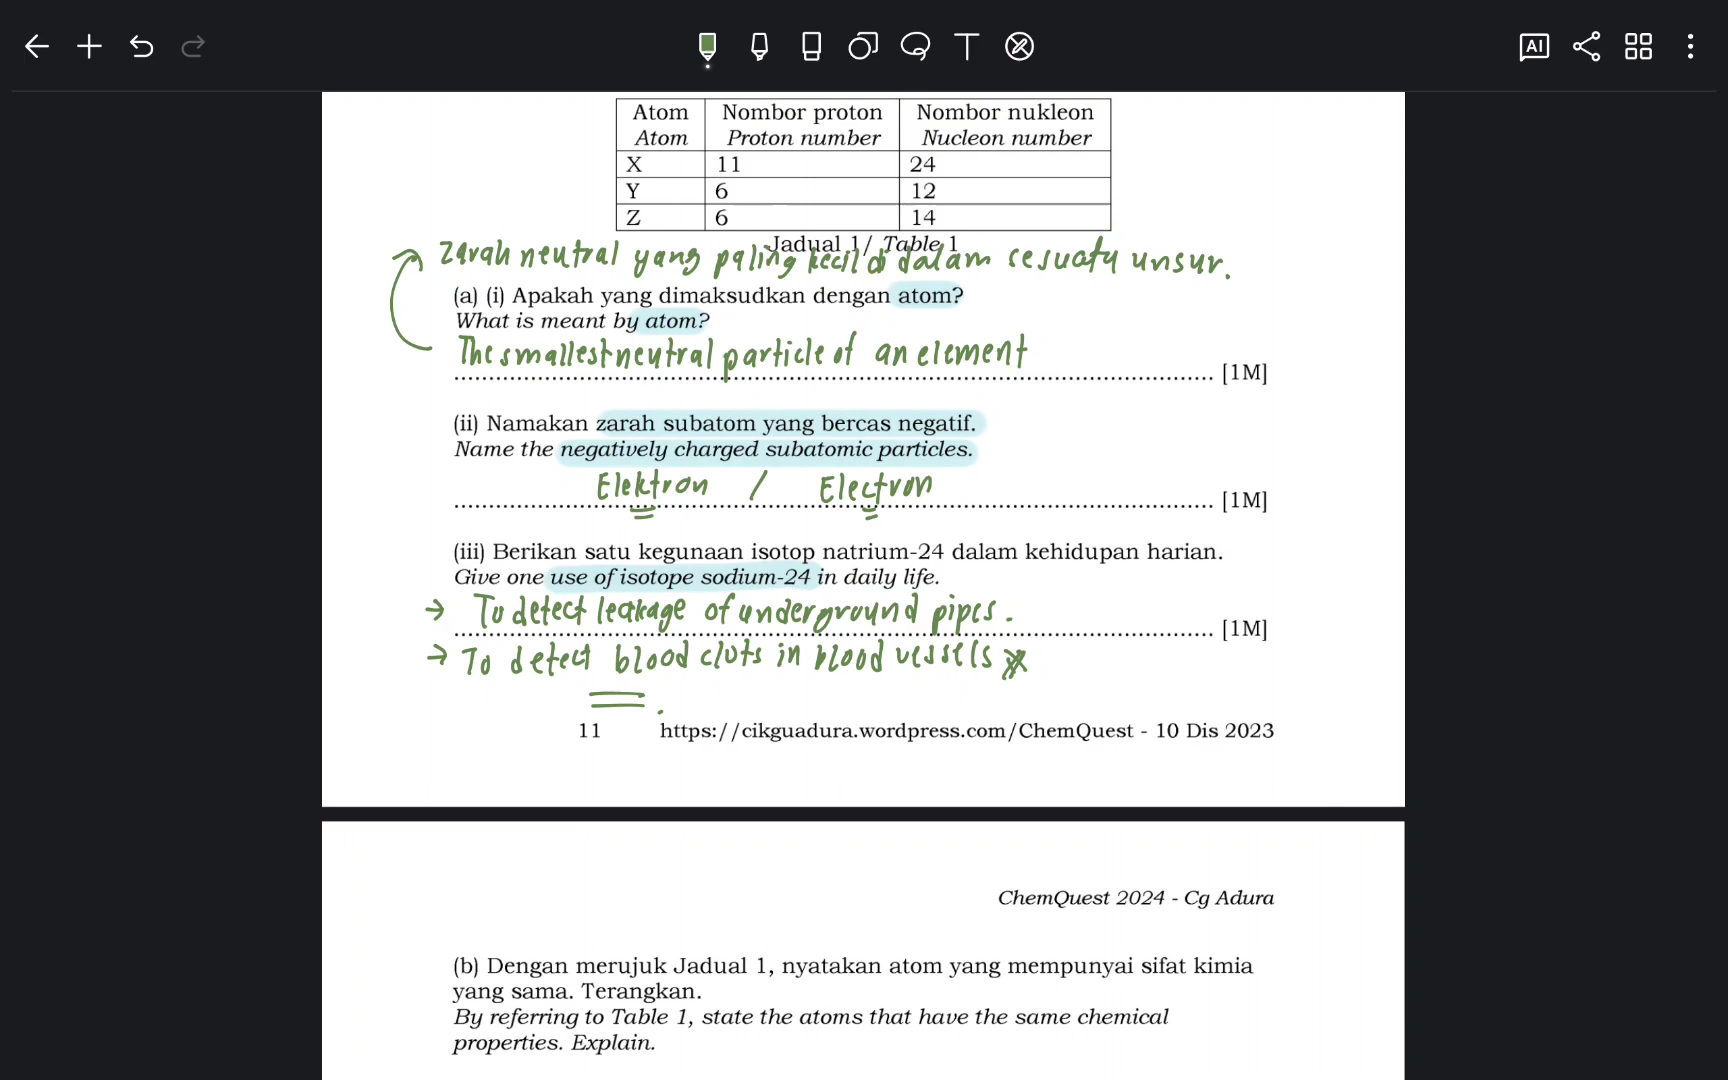 AI
Atom Nombor proton Nombor nukleon
Atom Proton number Nucleon number
X 11 24
Y 6 12
Z 6 14
Jadual 1/ Table 1
zarah neutral yang paling kecil di dalam sesuatu unsur.
(a) (i) Apakah yang dimaksudkan dengan atom?
What is meant by atom?
The smallest neutral particle of an element
[1M]
(ii) Namakan zarah subatom yang bercas negatif.
Name the negatively charged subatomic particles.
Elektron / Electron
[1M]
(iii) Berikan satu kegunaan isotop natrium-24 dalam kehidupan harian.
Give one use of isotope sodium-24 in daily life.
→ To detect leakage of underground pipes.
[1M]
→ To detect blood clots in blood vessels
11 https://cikguadura.wordpress.com/ChemQuest - 10 Dis 2023
ChemQuest 2024 - Cg Adura
(b) Dengan merujuk Jadual 1, nyatakan atom yang mempunyai sifat kimia
yang sama. Terangkan.
By referring to Table 1, state the atoms that have the same chemical
properties. Explain.